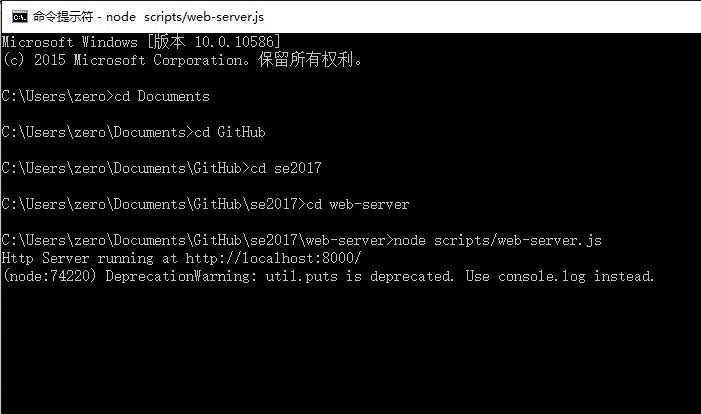 命令提示符 - node  scripts/web-server.js
Microsoft Windows [版本 10.0.10586]
(c) 2015 Microsoft Corporation。保留所有权利。
C:\Users\zero>cd Documents
C:\Users\zero\Documents>cd GitHub
C:\Users\zero\Documents\GitHub>cd se2017
C:\Users\zero\Documents\GitHub\se2017>cd web-server
C:\Users\zero\Documents\GitHub\se2017\web-server>node scripts/web-server.js
Http Server running at http://localhost:8000/
(node:74220) DeprecationWarning: util.puts is deprecated. Use console.log instead.